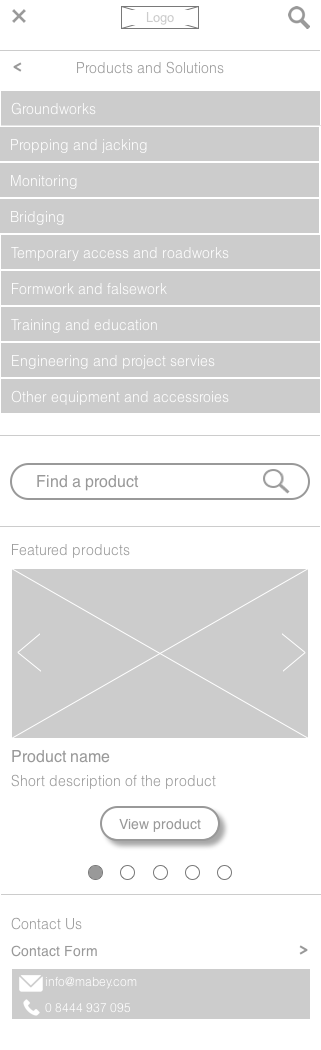 Logo
Products and Solutions
Groundworks
Propping and jacking
Monitoring
Bridging
Temporary access and roadworks
Formwork and falsework
Training and education
Engineering and project servies
Other equipment and accessroies
Find a product
Featured products
Product name
Short description of the product
View product
Contact Us
Contact Form
info@mabey.com
0 8444 937 095